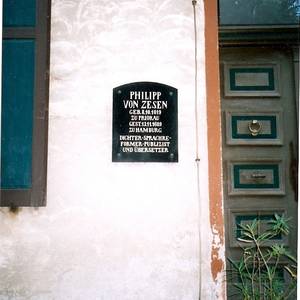 PHILIPP
VON ZESEN
GEB. 8.10.1619
ZU PRIORAU
GEST. 13.11.1689
ZU HAMBURG
DICHTER-SPRACHRE-
FORMER-PUBLIZIST
UND ÜBERSETZER